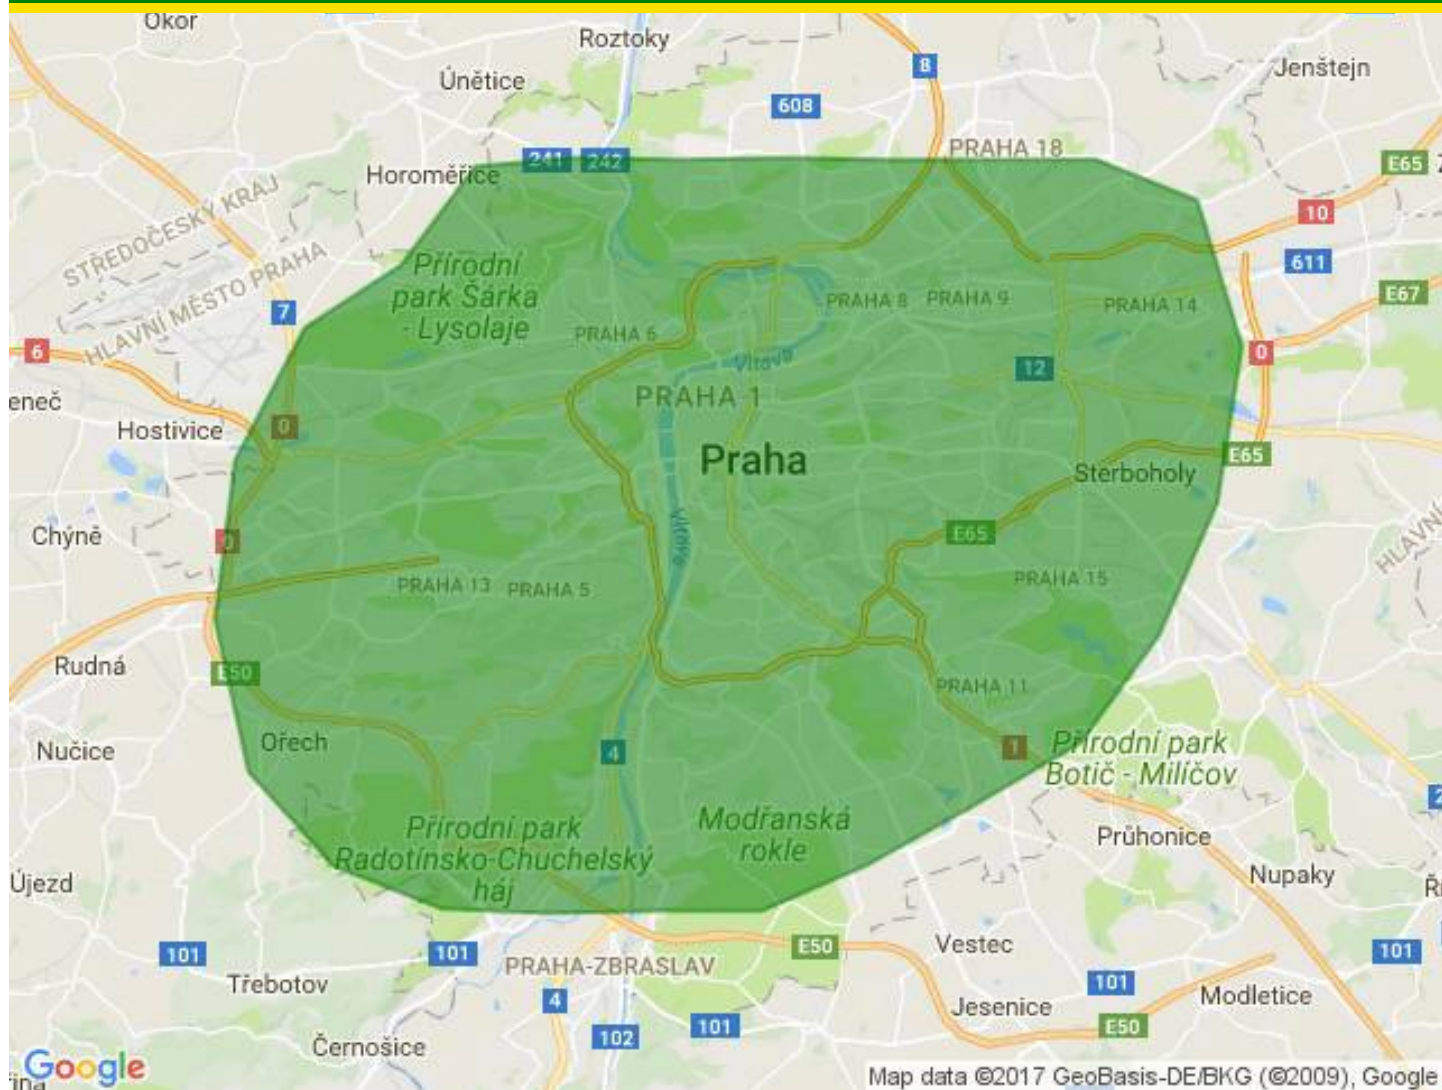 Okoř
Roztoky
Únětice
8
Jenštejn
608
PRAHA 18
241
242
E65
Horoměřice
STŘEDOČESKÝ KRAJ
HLAVNÍ MĚSTO PRAHA
10
611
Přírodní
park Šárka
- Lysolaje
7
PRAHA 8
PRAHA 9
PRAHA 14
E67
PRAHA 6
6
0
Vltava
12
PRAHA 1
eneč
Hostivice
0
Praha
E65
Štěrboholy
Chýně
0
Vltava
E65
HLAVNÍ
PRAHA 13
PRAHA 5
PRAHA 15
Rudná
E50
PRAHA 11
Nučice
Ořech
4
1
Přírodní park
Botič - Milíčov
2
Přírodní park
Radotínsko-Chuchelský
háj
Modřanská
rokle
Průhonice
Újezd
Nupaky
Ř
101
101
PRAHA-ZBRASLAV
E50
Vestec
101
Třebotov
4
101
Modletice
Jesenice
102
101
E50
Černošice
Google
Map data ©2017 GeoBasis-DE/BKG (©2009), Google